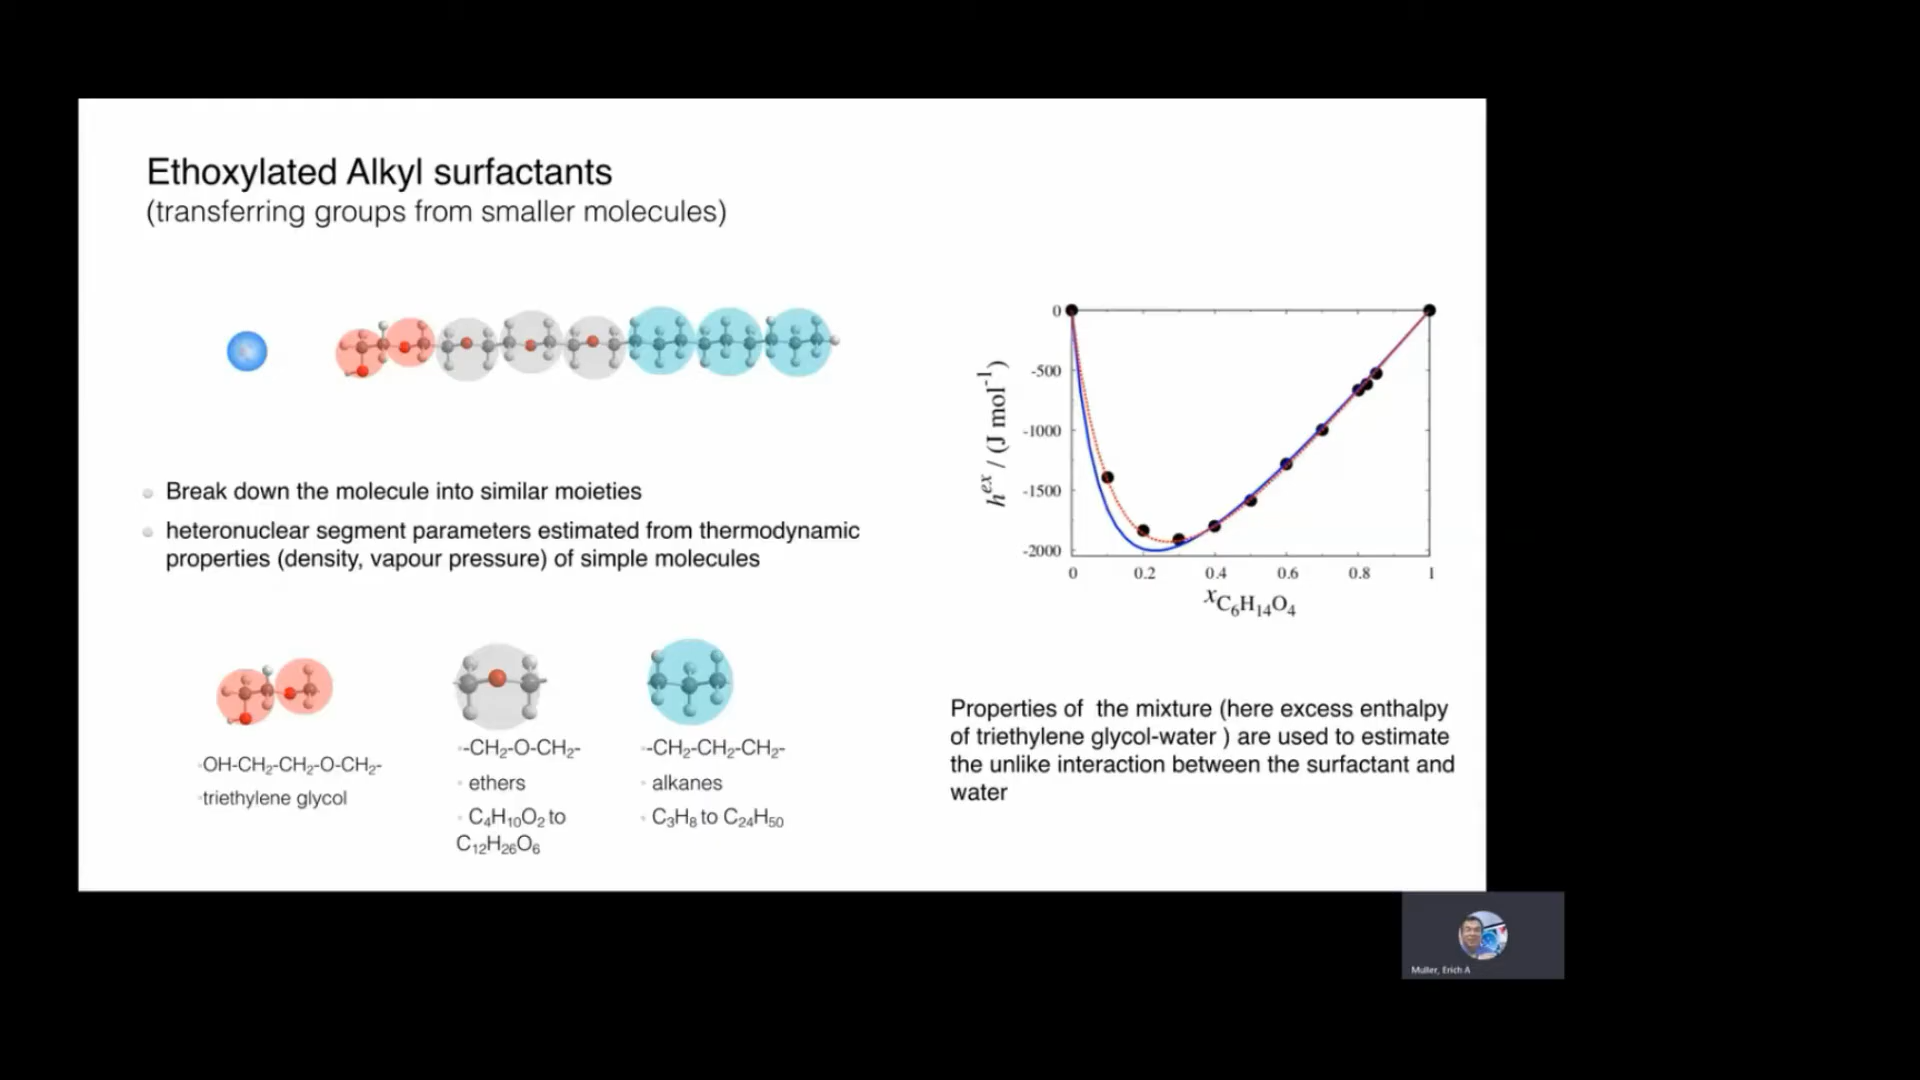 Ethoxylated Alkyl surfactants
(transferring groups from smaller molecules)
Break down the molecule into similar moieties
heteronuclear segment parameters estimated from thermodynamic
properties (density, vapour pressure) of simple molecules
OH-CH₂-CH₂-O-CH₂-
triethylene glycol
-CH₂-O-CH₂-
ethers
C₄H₁₀O₂ to
C₁₂H₂₆O₆
-CH₂-CH₂-CH₂-
alkanes
C₃H₈ to C₂₄H₅₀
hᵉˣ / (J mol⁻¹)
0
-500
-1000
-1500
-2000
0 0.2 0.4 0.6 0.8 1
xC₆H₁₄O₄
Properties of the mixture (here excess enthalpy
of triethylene glycol-water ) are used to estimate
the unlike interaction between the surfactant and
water
Muller, Erich A